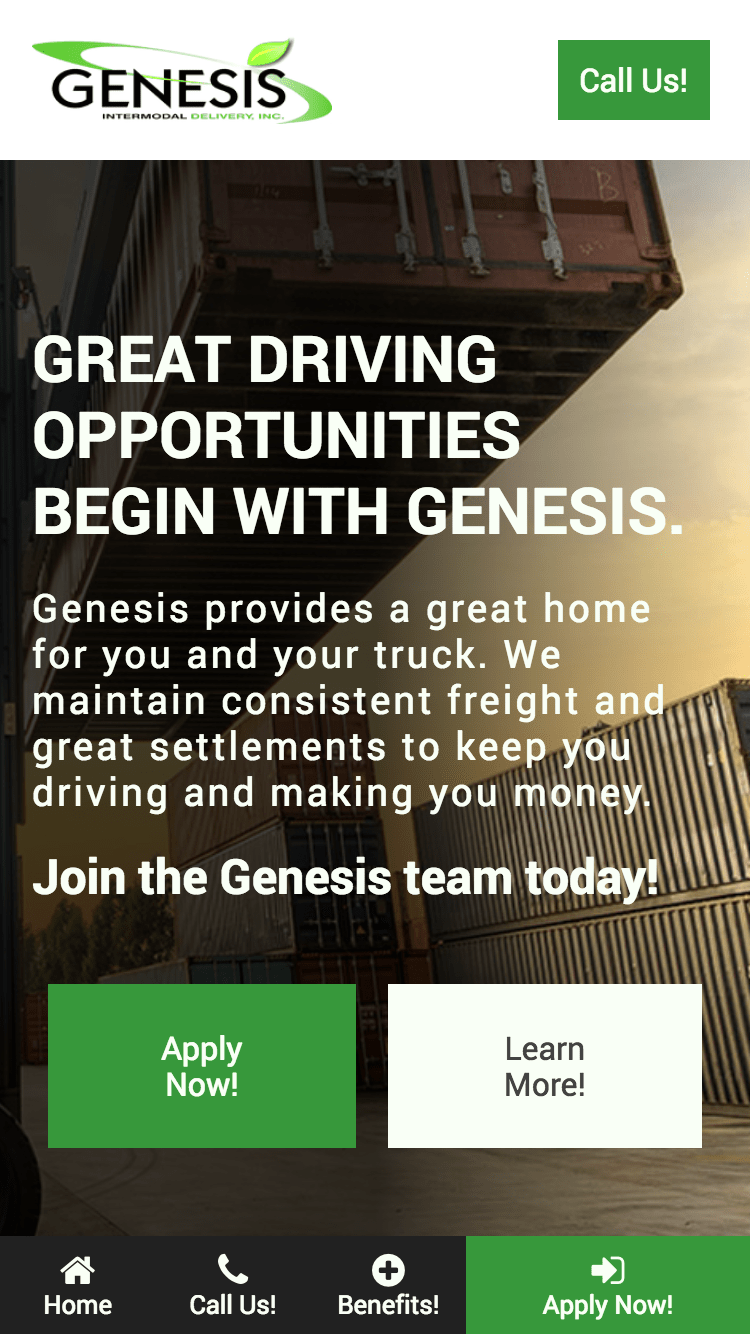 GENESIS
INTERMODAL DELIVERY, INC.
Call Us!
GREAT DRIVING
OPPORTUNITIES
BEGIN WITH GENESIS.
Genesis provides a great home
for you and your truck. We
maintain consistent freight and
great settlements to keep you
driving and making you money.
Join the Genesis team today!
Apply
Now!
Learn
More!
Home
Call Us!
Benefits!
Apply Now!